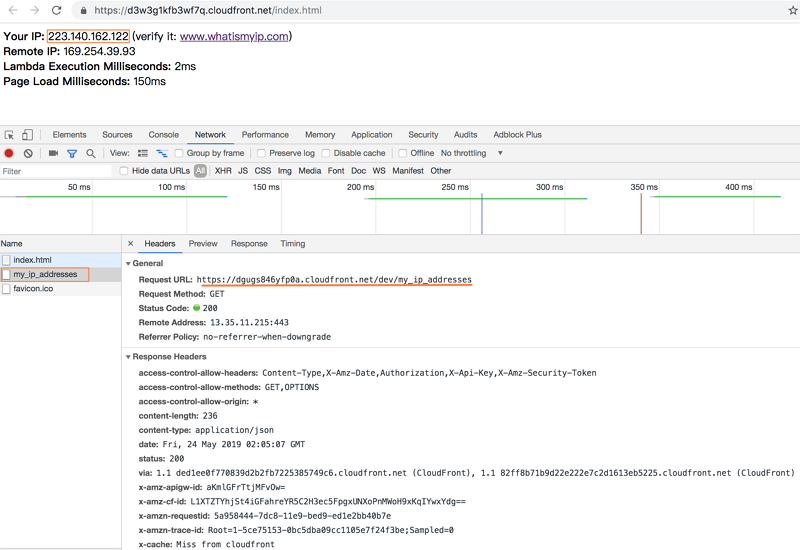 https://d3w3g1kfb3wf7q.cloudfront.net/index.html
Your IP: 223.140.162.122 (verify it: www.whatismyip.com)
Remote IP: 169.254.39.93
Lambda Execution Milliseconds: 2ms
Page Load Milliseconds: 150ms
Elements Sources Console Network Performance Memory Application Security Audits Adblock Plus
View: Group by frame Preserve log Disable cache Offline No throttling
Filter Hide data URLs All XHR JS CSS Img Media Font Doc WS Manifest Other
50 ms 100 ms 150 ms 200 ms 250 ms 300 ms 350 ms 400 ms
Name × Headers Preview Response Timing
index.html
my_ip_addresses
favicon.ico
General
Request URL: https://dgugs846yfp0a.cloudfront.net/dev/my_ip_addresses
Request Method: GET
Status Code: 200
Remote Address: 13.35.11.215:443
Referrer Policy: no-referrer-when-downgrade
Response Headers
access-control-allow-headers: Content-Type,X-Amz-Date,Authorization,X-Api-Key,X-Amz-Security-Token
access-control-allow-methods: GET,OPTIONS
access-control-allow-origin: *
content-length: 236
content-type: application/json
date: Fri, 24 May 2019 02:05:07 GMT
status: 200
via: 1.1 ded1ee0f770839d2b2fb7225385749c6.cloudfront.net (CloudFront), 1.1 82ff8b71b9d22e222e7c2d1613eb5225.cloudfront.net (CloudFront)
x-amz-apigw-id: aKmlGFrTtjMFvOw=
x-amz-cf-id: L1XTZTYhjSt4iGFahreYR5C2H3ec5FpgxUNXoPnMWoH9xKqIYwxYdg==
x-amzn-requestid: 5a958444-7dc8-11e9-bed9-ed1e2bb40b7e
x-amzn-trace-id: Root=1-5ce75153-0bc5dba09cc1105e7f24f3be;Sampled=0
x-cache: Miss from cloudfront